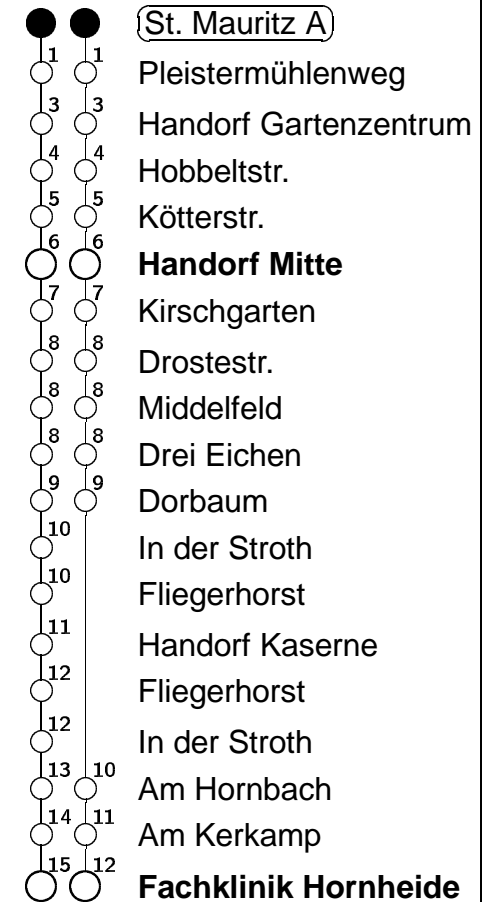 St. Mauritz A
1 1 Pleistermühlenweg
3 3 Handorf Gartenzentrum
4 4 Hobbeltstr.
5 5 Kötterstr.
6 6 Handorf Mitte
7 7 Kirschgarten
8 8 Drostestr.
8 8 Middelfeld
8 8 Drei Eichen
9 9 Dorbaum
10 In der Stroth
10 Fliegerhorst
11 Handorf Kaserne
12 Fliegerhorst
12 In der Stroth
13 10 Am Hornbach
14 11 Am Kerkamp
15 12 Fachklinik Hornheide